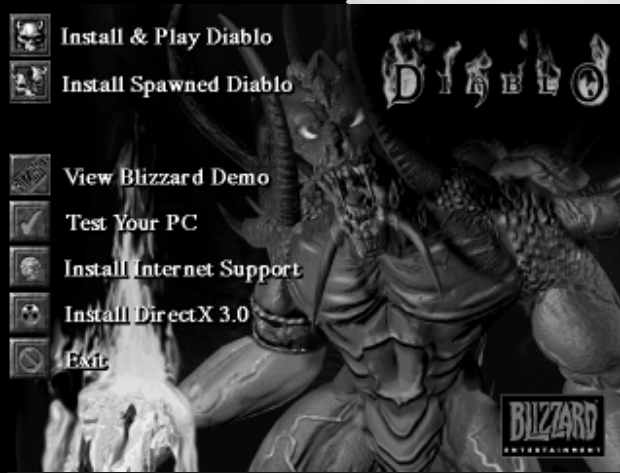 Install & Play Diablo
Install Spawned Diablo
DIABLO
View Blizzard Demo
Test Your PC
Install Internet Support
Install DirectX 3.0
Exit
BLIZZARD
ENTERTAINMENT